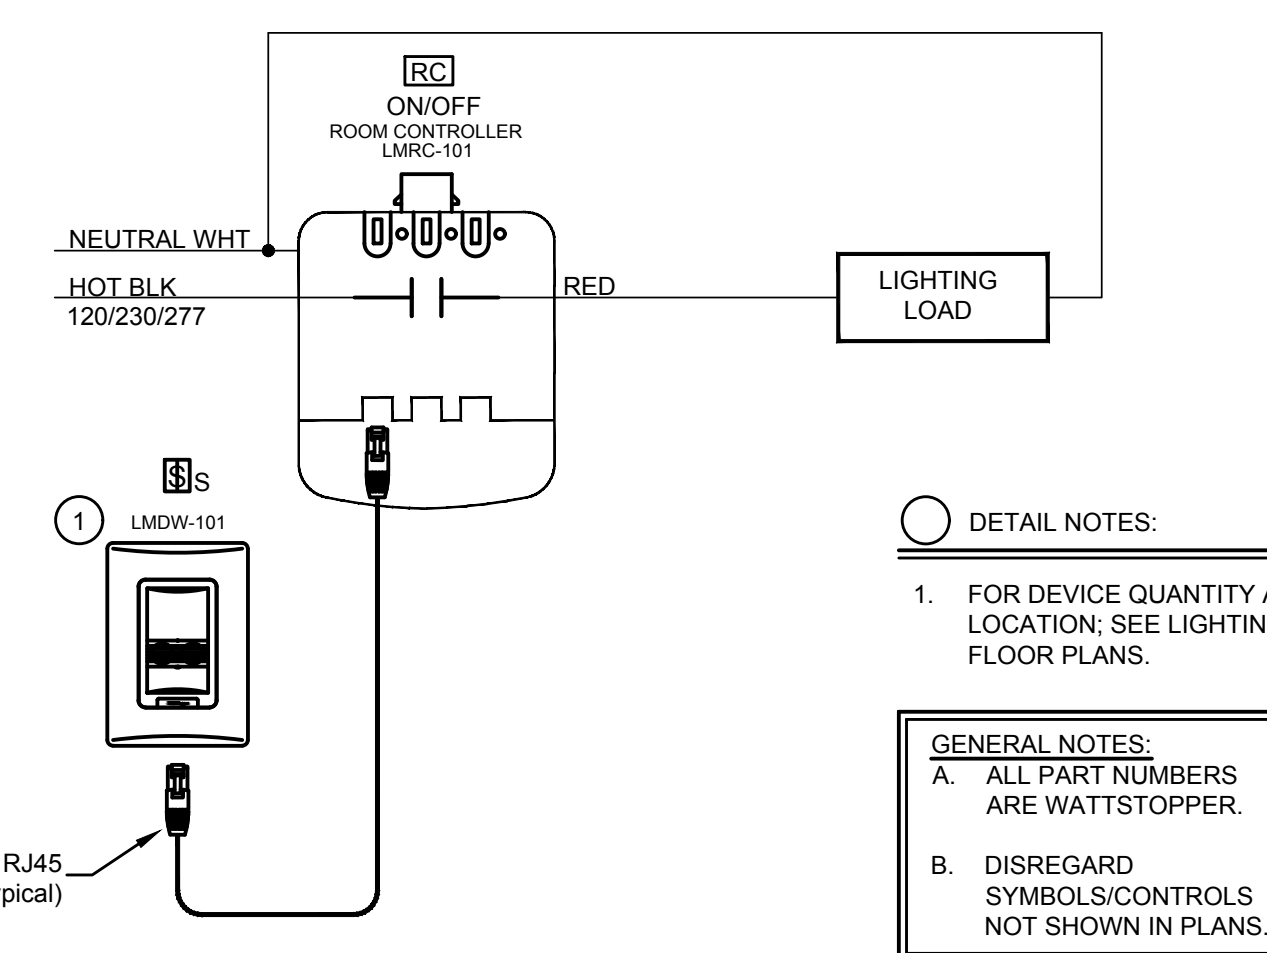 RC
ON/OFF
ROOM CONTROLLER
LMRC-101
NEUTRAL WHT
HOT BLK
120/230/277
RED
LIGHTING
LOAD
$ S
1
LMDW-101
RJ45
DETAIL NOTES:
1. FOR DEVICE QUANTITY
LOCATION; SEE
FLOOR PLANS.
GENERAL NOTES:
A. ALL PART NUMBERS
ARE WATTSTOPPER.
B. DISREGARD
SYMBOLS/CONTROLS
NOT SHOWN IN PLANS.